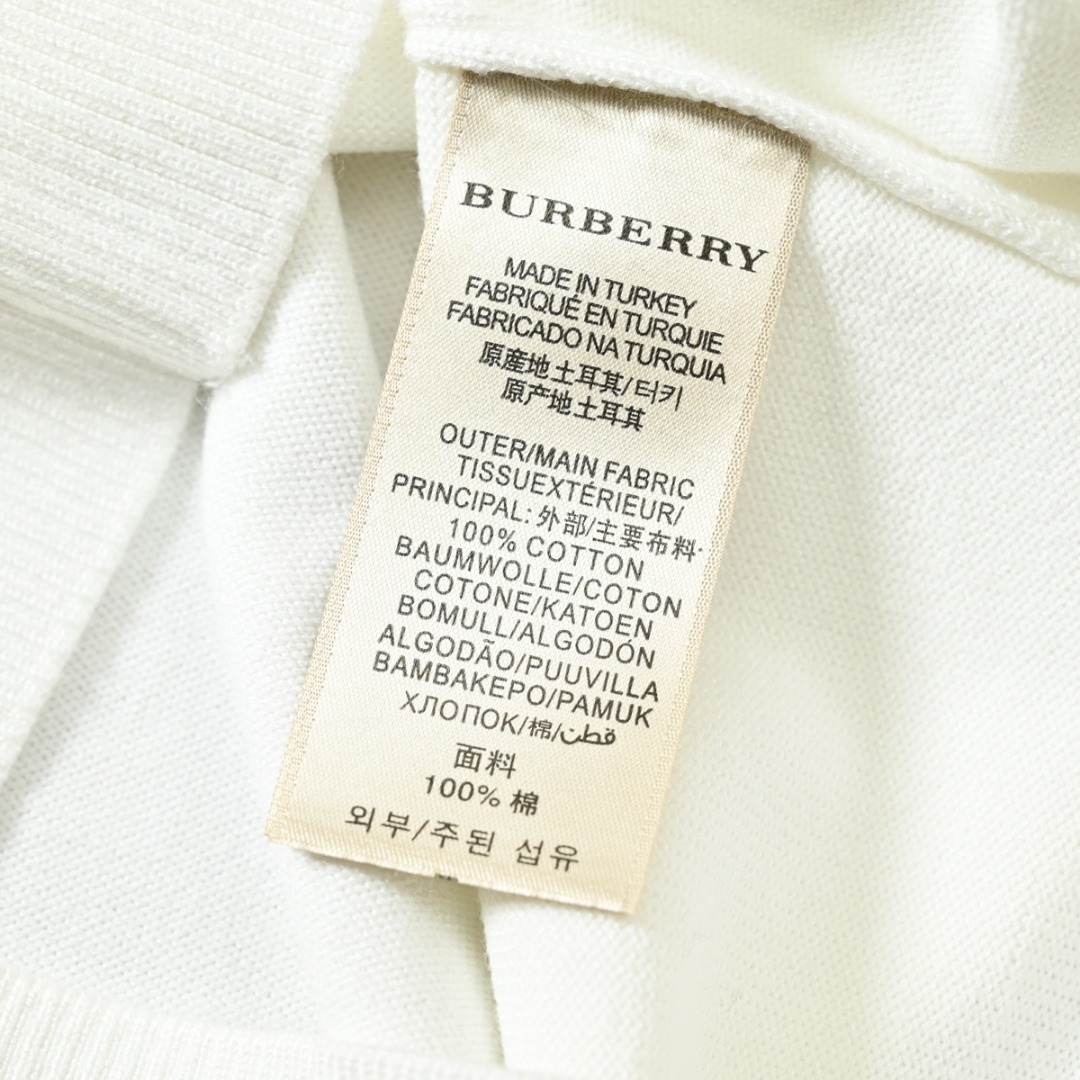 BURBERRY
MADE IN TURKEY
FABRIQUÉ EN TURQUIE
FABRICADO NA TURQUIA
原産地土耳其/터키
原产地土耳其
OUTER/MAIN FABRIC
TISSUEXTÉRIEUR/
PRINCIPAL: 外部/主要布料·
100% COTTON
BAUMWOLLE/COTON
COTONE/KATOEN
BOMULL/ALGODÓN
ALGODÃO/PUUVILLA
BAMBAKEPO/PAMUK
ХЛОПОК/棉/قطن
面料
100% 棉
외부/주된 섬유